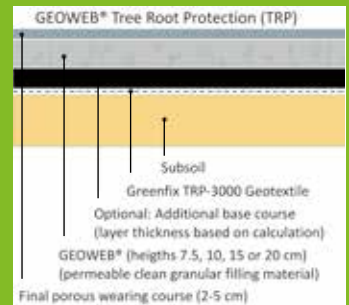 GEOWEB® Tree Root Protection (TRP)
Subsoil
Greenfix TRP-3000 Geotextile
Optional: Additional base course
(layer thickness based on calculation)
GEOWEB® (heigths 7.5, 10, 15 or 20 cm)
(permeable clean granular filling material)
Final porous wearing course (2-5 cm)